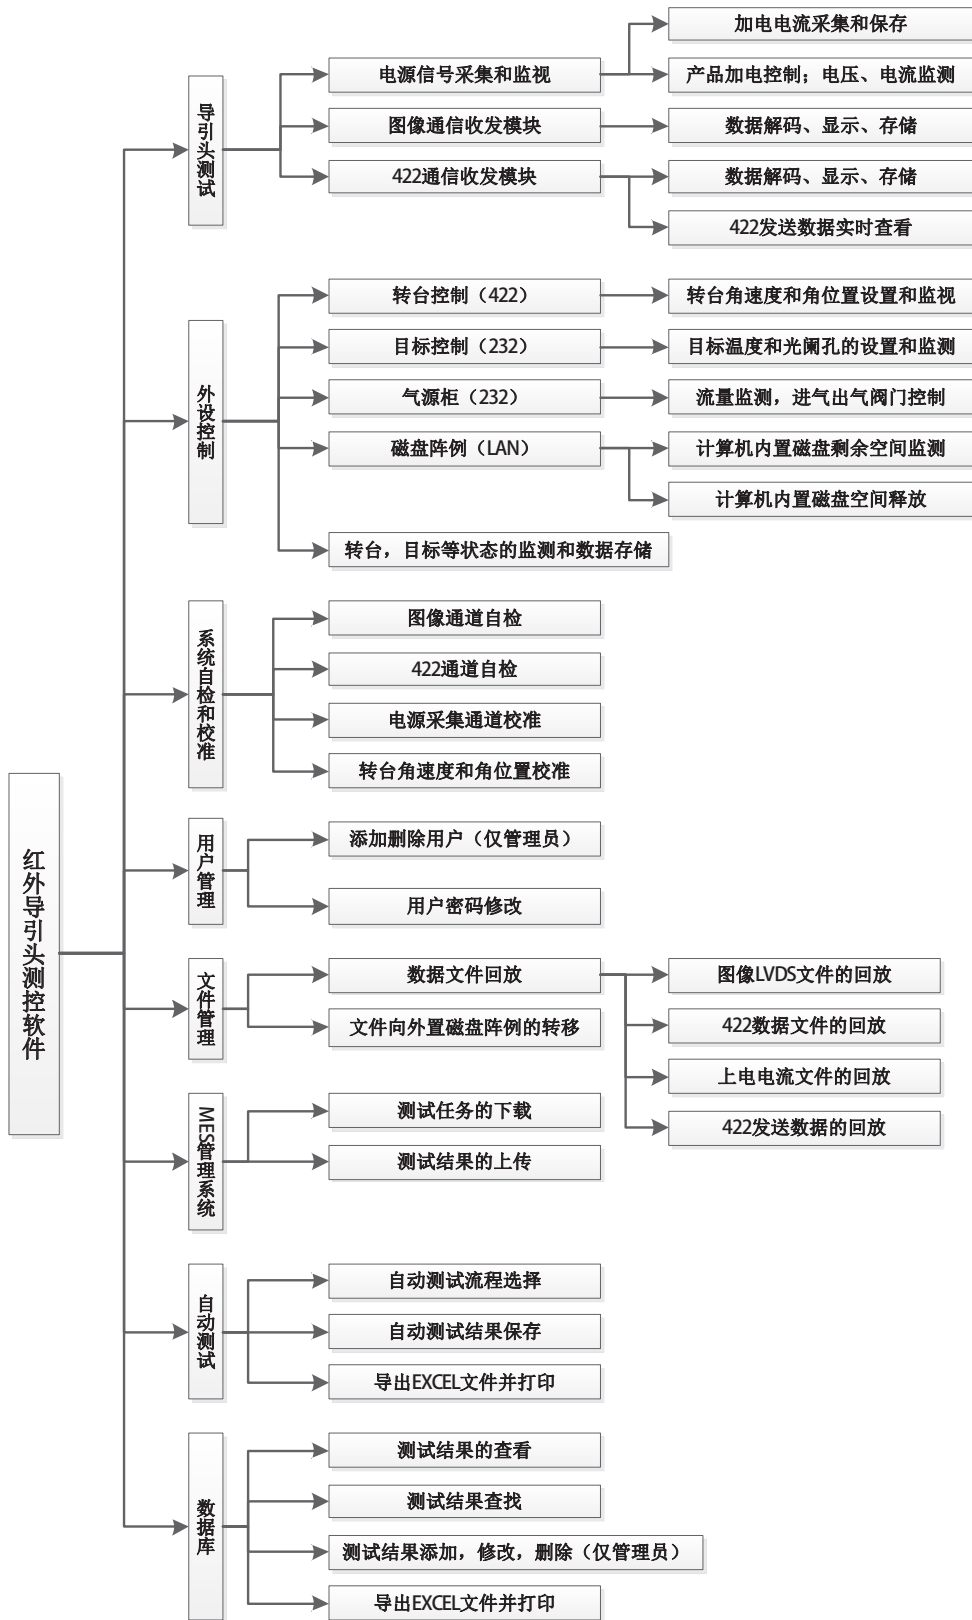 红外导引头测控软件
导引头测试
电源信号采集和监视
加电电流采集和保存
产品加电控制；电压、电流监测
图像通信收发模块
数据解码、显示、存储
422通信收发模块
数据解码、显示、存储
422发送数据实时查看
外设控制
转台控制（422）
转台角速度和角位置设置和监视
目标控制（232）
目标温度和光阑孔的设置和监测
气源柜（232）
流量监测，进气出气阀门控制
磁盘阵例（LAN）
计算机内置磁盘剩余空间监测
计算机内置磁盘空间释放
转台，目标等状态的监测和数据存储
系统自检和校准
图像通道自检
422通道自检
电源采集通道校准
转台角速度和角位置校准
用户管理
添加删除用户（仅管理员）
用户密码修改
文件管理
数据文件回放
图像LVDS文件的回放
422数据文件的回放
上电电流文件的回放
422发送数据的回放
文件向外置磁盘阵例的转移
MES管理系统
测试任务的下载
测试结果的上传
自动测试
自动测试流程选择
自动测试结果保存
导出EXCEL文件并打印
数据库
测试结果的查看
测试结果查找
测试结果添加，修改，删除（仅管理员）
导出EXCEL文件并打印